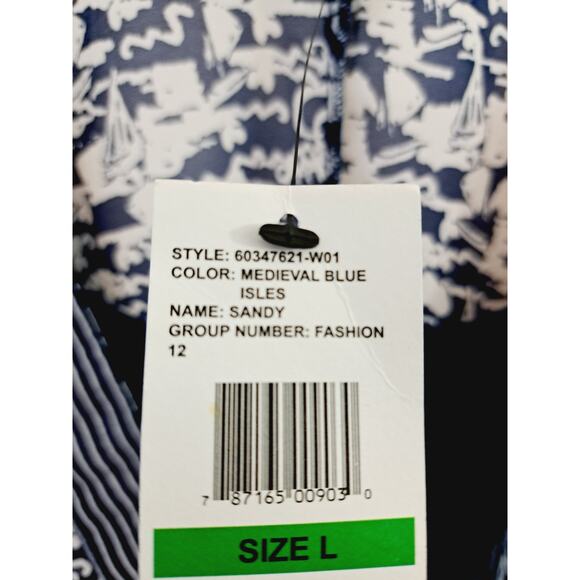 STYLE: 60347621-W01
COLOR: MEDIEVAL BLUE
ISLES
NAME: SANDY
GROUP NUMBER: FASHION
12
7 87165 00903 0
SIZE L